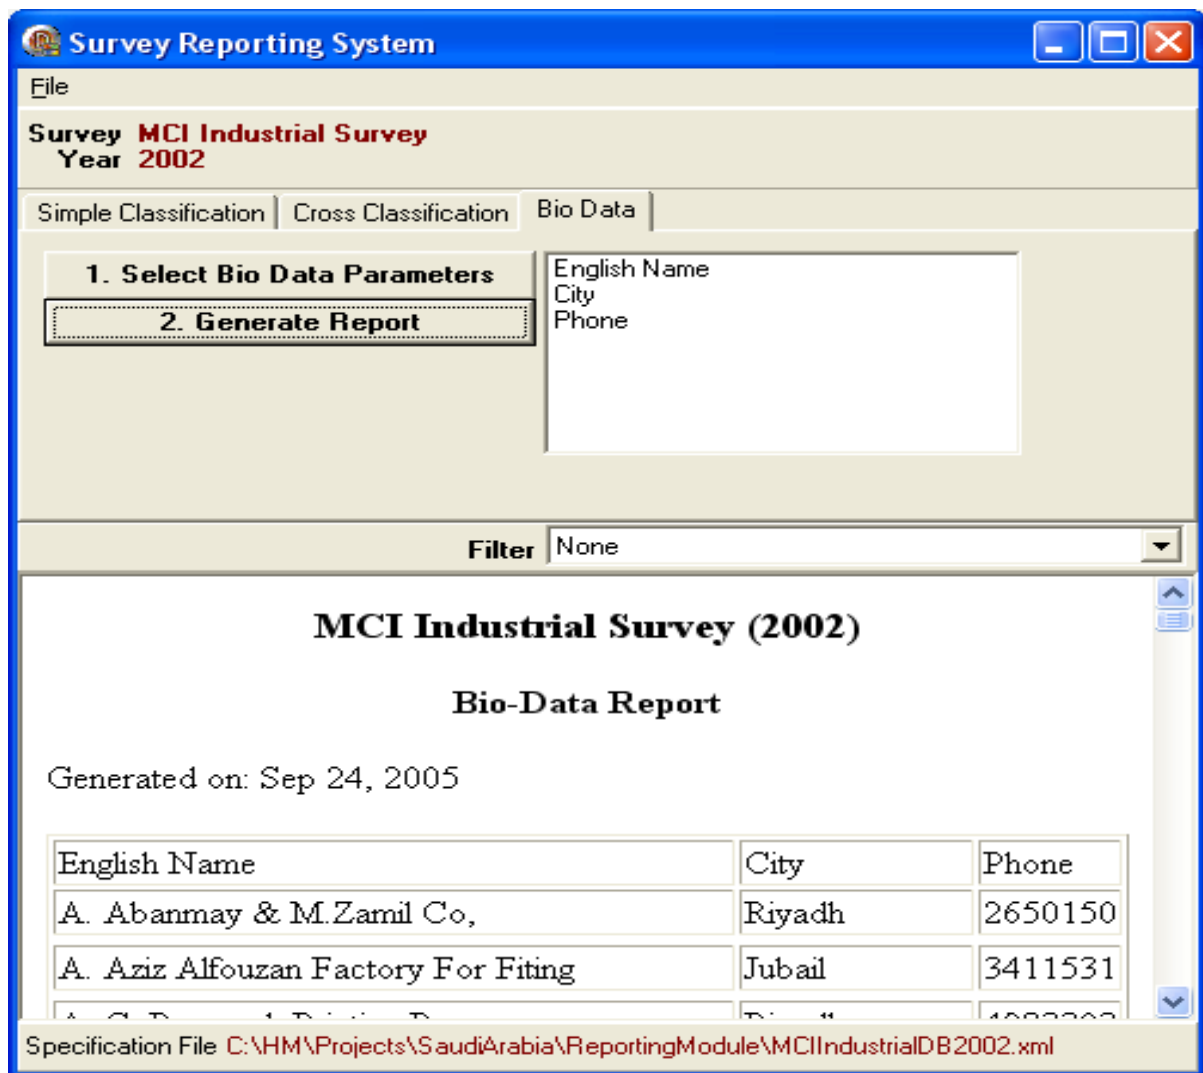 Survey Reporting System
File
Survey MCI Industrial Survey
Year 2002
Simple Classification Cross Classification Bio Data
1. Select Bio Data Parameters
2. Generate Report
English Name
City
Phone
Filter None
MCI Industrial Survey (2002)
Bio-Data Report
Generated on: Sep 24, 2005
English Name City Phone
A. Abanmay & M.Zamil Co, Riyadh 2650150
A. Aziz Alfouzan Factory For Fiting Jubail 3411531
Specification File C:\HM\Projects\SaudiArabia\ReportingModule\MCIIndustrialDB2002.xml